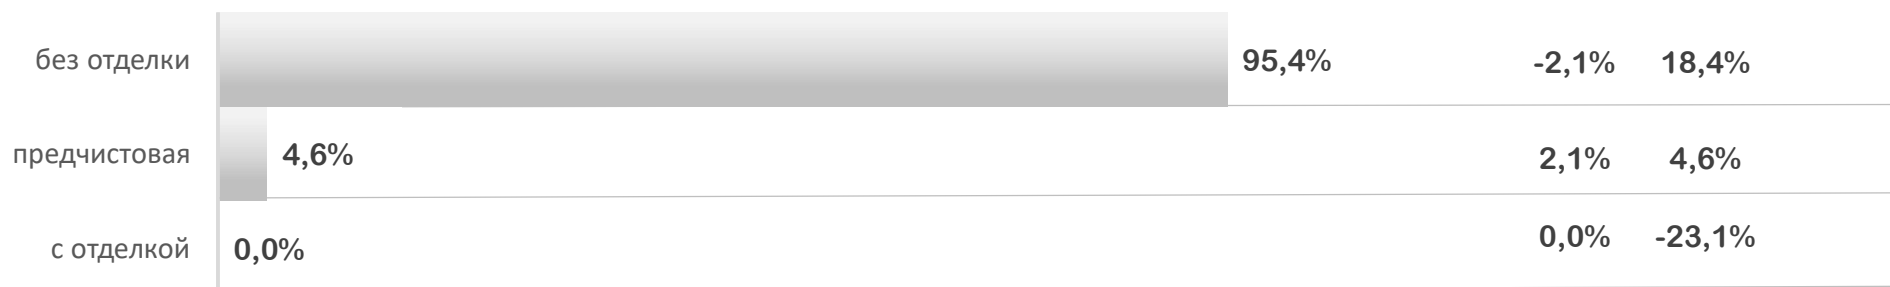 без отделки 95,4% -2,1% 18,4%
предчистовая 4,6% 2,1% 4,6%
с отделкой 0,0% 0,0% -23,1%